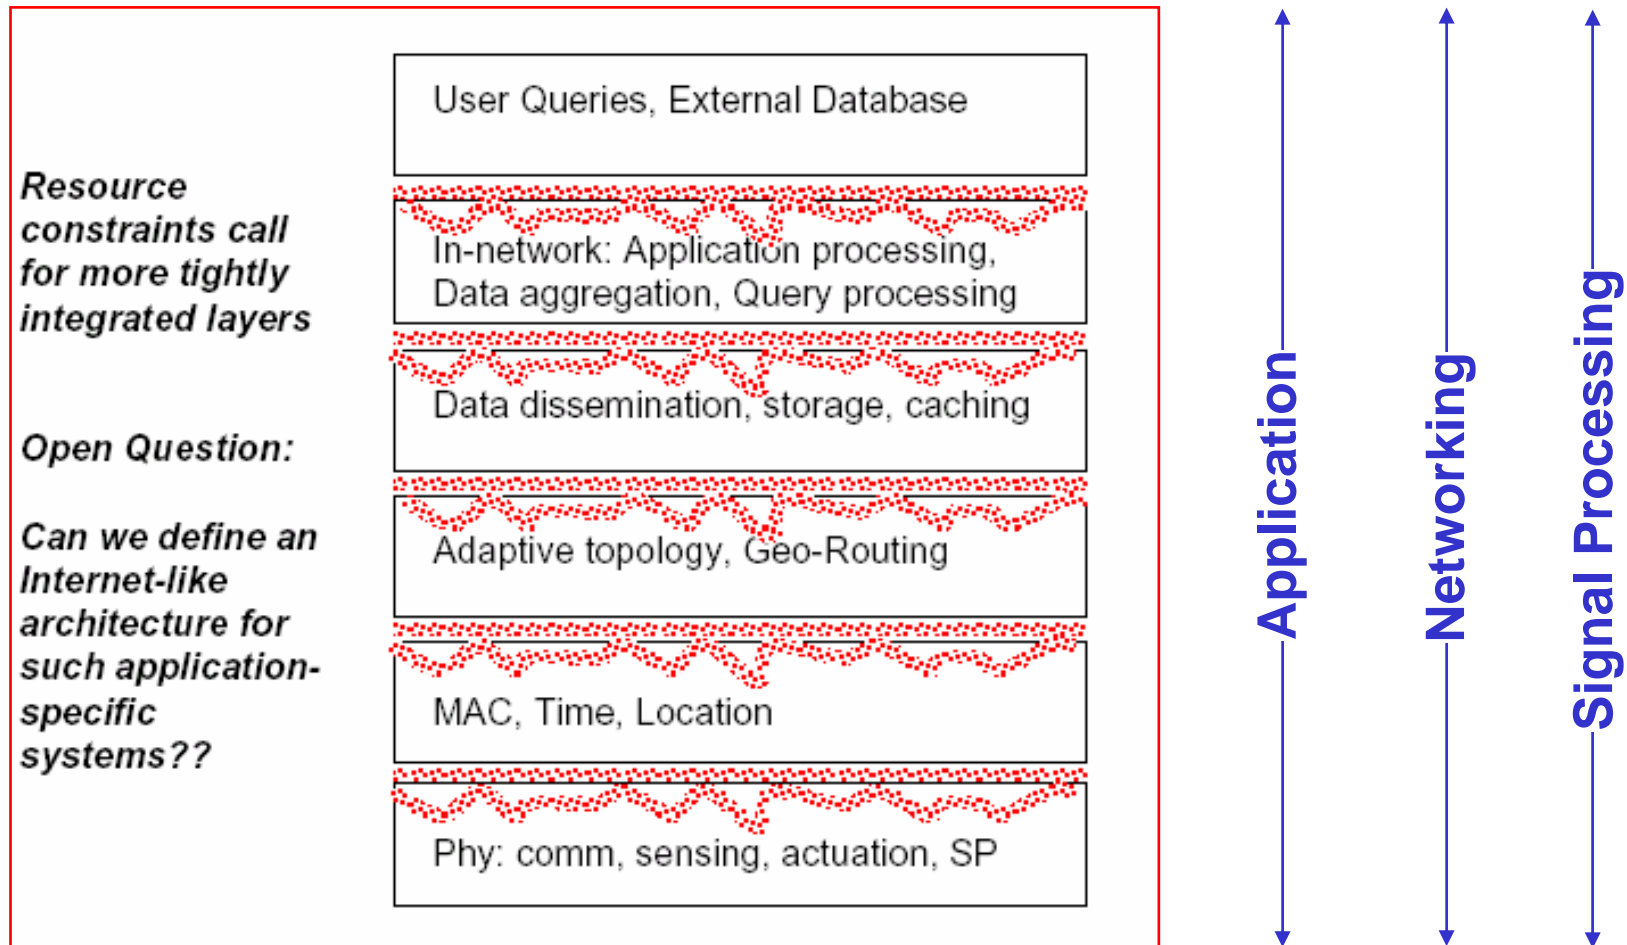 User Queries, External Database
Resource
constraints call
for more tightly
integrated layers
In-network: Application processing,
Data aggregation, Query processing
Data dissemination, storage, caching
Open Question:
Can we define an
Internet-like
architecture for
such application-
specific
systems??
Adaptive topology, Geo-Routing
MAC, Time, Location
Phy: comm, sensing, actuation, SP
Application
Networking
Signal Processing